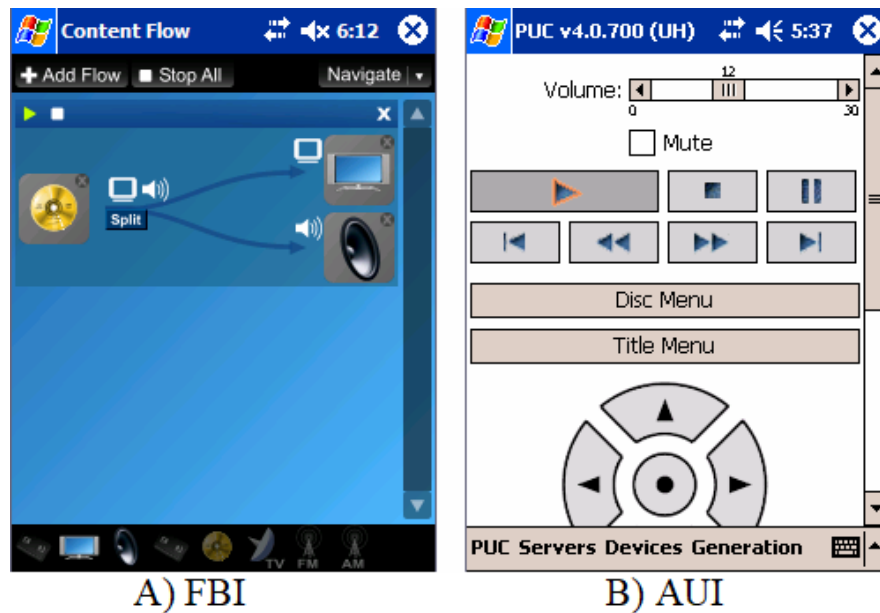 Content Flow 6:12
Add Flow Stop All Navigate
Split
TV FM AM
A) FBI
PUC v4.0.700 (UH) 5:37
12
Volume:
0 30
Mute
Disc Menu
Title Menu
PUC Servers Devices Generation
B) AUI